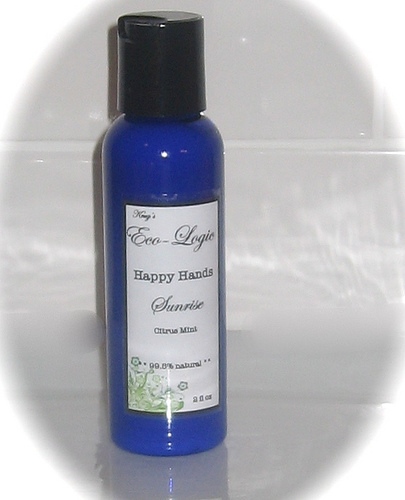 Eco-Logic
Happy Hands
Sunrise
Citrus Mint
** 99.5% natural **
2 fl oz